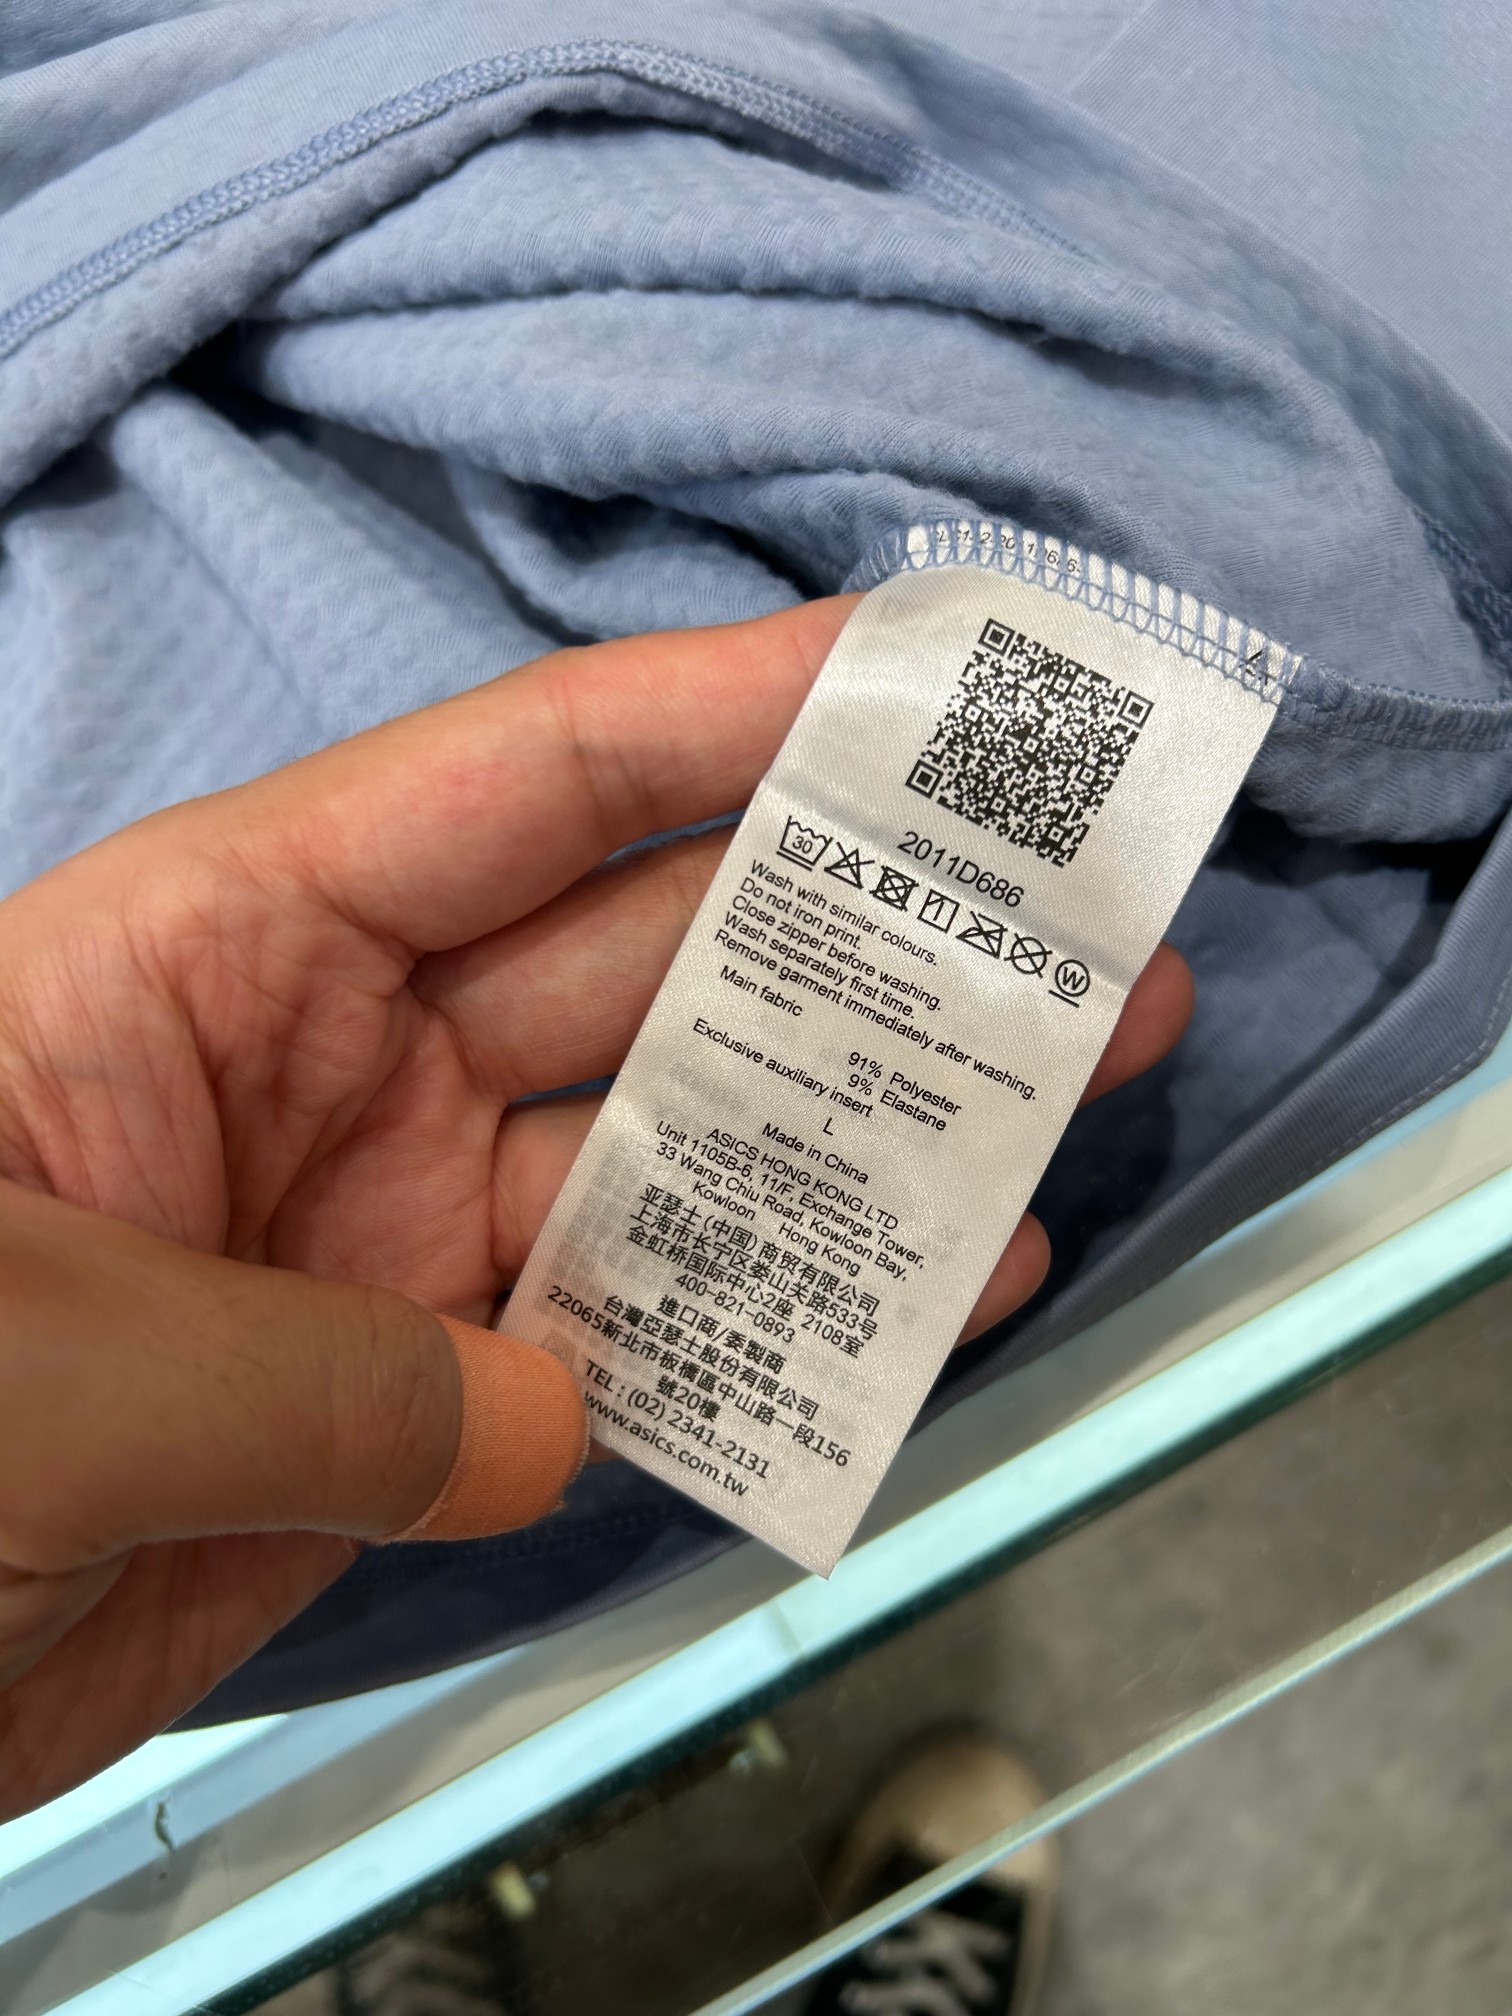 2011D686
30
W
Wash with similar colours.
Do not iron print.
Close zipper before washing.
Wash separately first time.
Remove garment immediately after washing.
Main fabric
91% Polyester
9% Elastane
Exclusive auxiliary insert
L
Made in China
ASICS HONG KONG LTD
Unit 1105B-6, 11/F, Exchange Tower,
33 Wang Chiu Road, Kowloon Bay,
Kowloon Hong Kong
亚瑟士(中国)商贸有限公司
上海市长宁区娄山关路533号
金虹桥国际中心2座 2108室
400-821-0893
進口商/委製商
台灣亞瑟士股份有限公司
22065新北市板橋區中山路一段156
號20樓
TEL : (02) 2341-2131
www.asics.com.tw